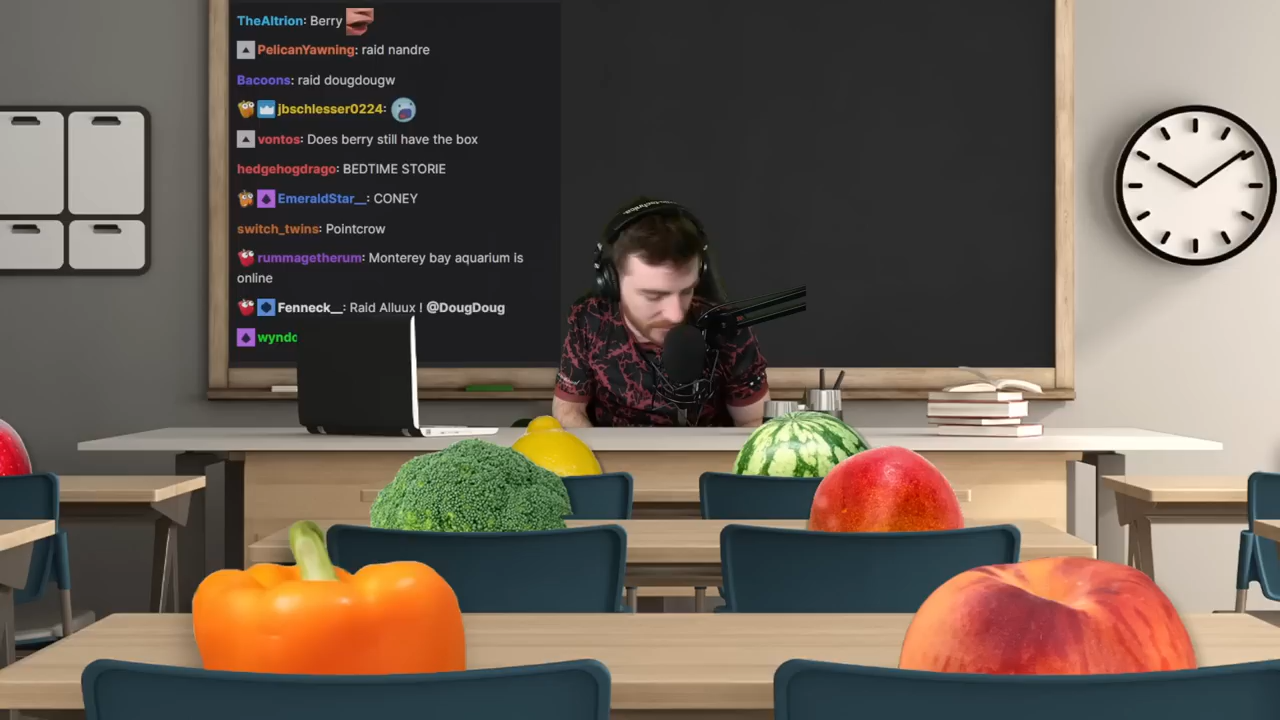 TheAltrion: Berry
PelicanYawning: raid nandre
Bacoons: raid dougdougw
jbschlesser0224:
vontos: Does berry still have the box
hedgehogdrago: BEDTIME STORIE
EmeraldStar__: CONEY
switch_twins: Pointcrow
rummagetherum: Monterey bay aquarium is
online
Fenneck__: Raid Alluux ! @DougDoug